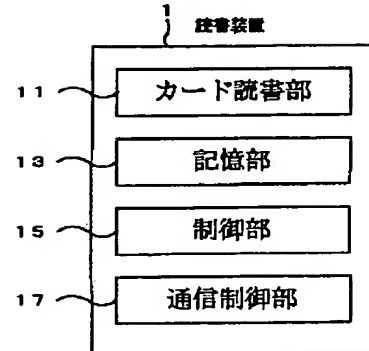 1 読書装置
11 カード読書部
13 記憶部
15 制御部
17 通信制御部